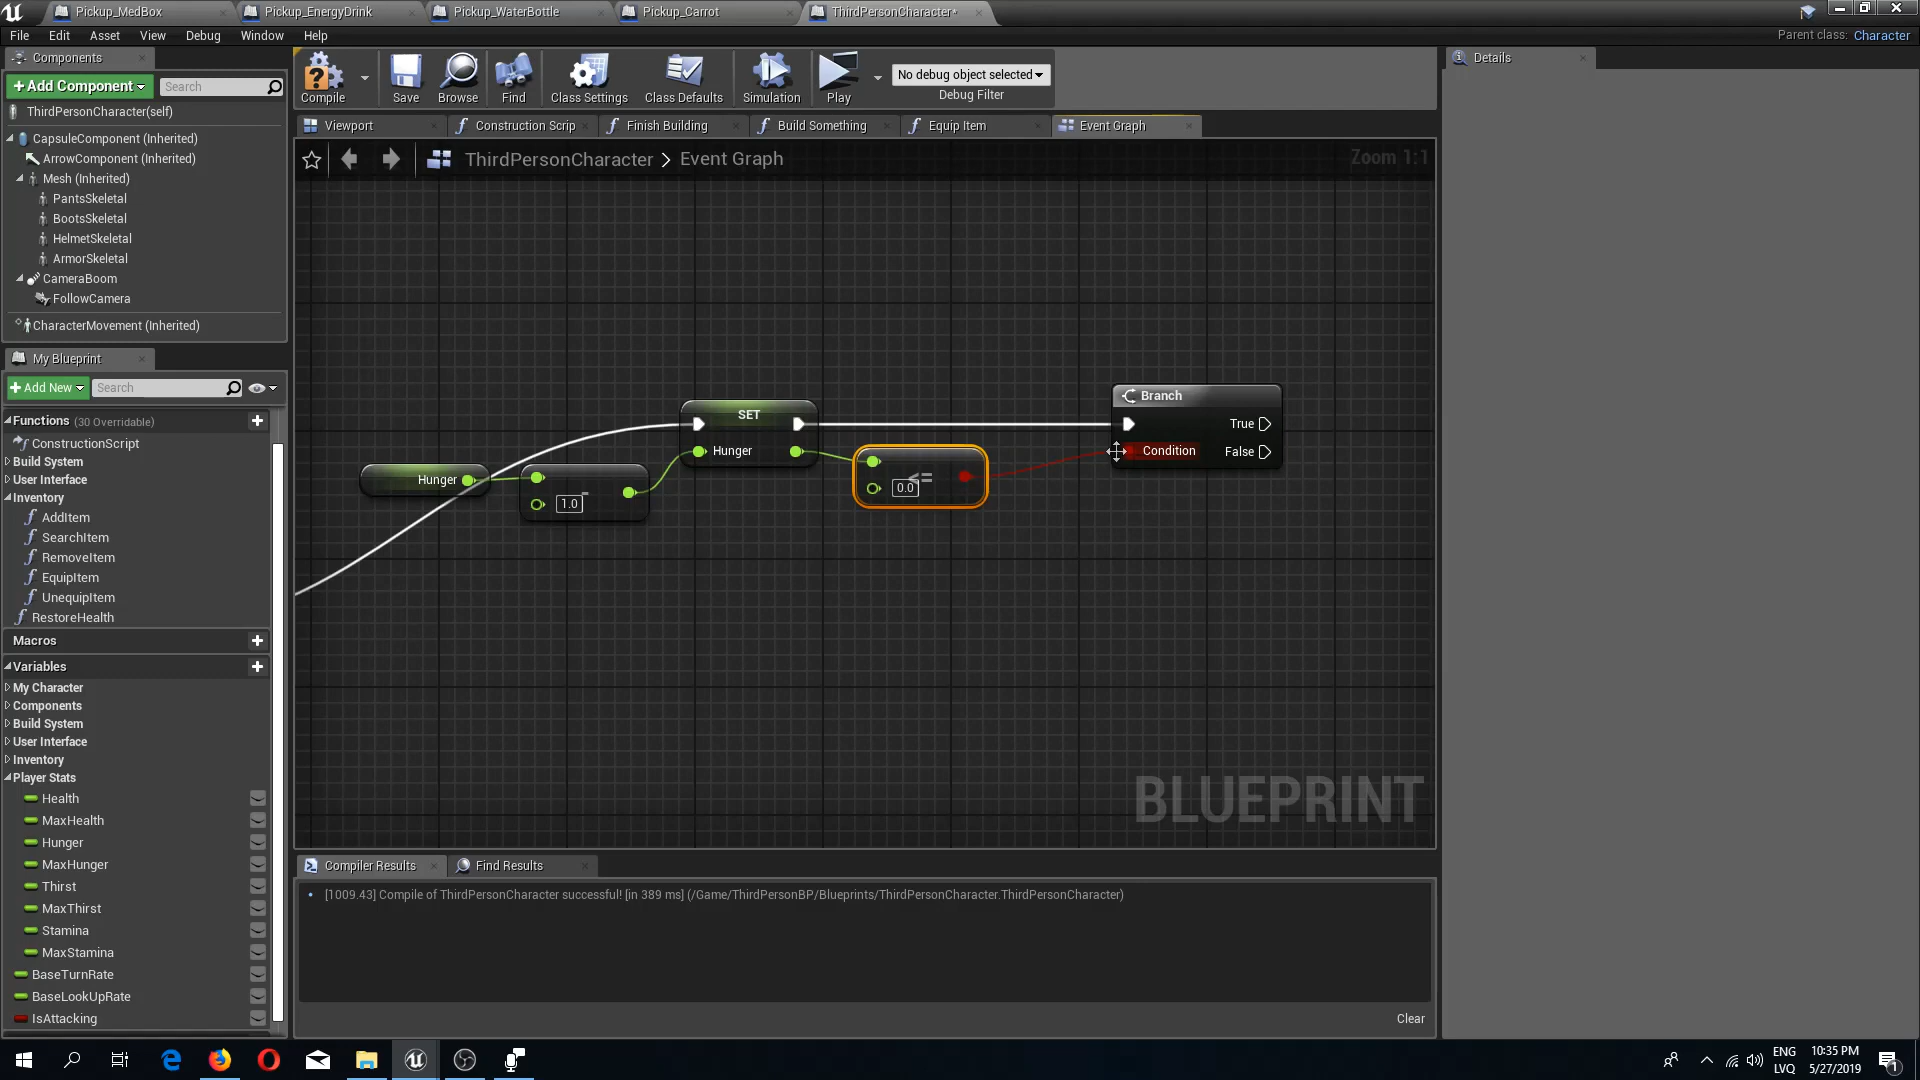 Pickup_MedBox
Pickup_EnergyDrink
Pickup_WaterBottle
Pickup_Carrot
ThirdPersonCharacter*
File Edit Asset View Debug Window Help
Parent class: Character
Components
+ Add Component
Search
ThirdPersonCharacter(self)
CapsuleComponent (Inherited)
ArrowComponent (Inherited)
Mesh (Inherited)
PantsSkeletal
BootsSkeletal
HelmetSkeletal
ArmorSkeletal
CameraBoom
FollowCamera
CharacterMovement (Inherited)
My Blueprint
+ Add New
Search
Functions (30 Overridable)
ConstructionScript
Build System
User Interface
Inventory
AddItem
SearchItem
RemoveItem
EquipItem
UnequipItem
RestoreHealth
Macros
Variables
My Character
Components
Build System
User Interface
Inventory
Player Stats
Health
MaxHealth
Hunger
MaxHunger
Thirst
MaxThirst
Stamina
MaxStamina
BaseTurnRate
BaseLookUpRate
IsAttacking
Compile
Save
Browse
Find
Class Settings
Class Defaults
Simulation
Play
No debug object selected
Debug Filter
Viewport
Construction Scrip
Finish Building
Build Something
Equip Item
Event Graph
ThirdPersonCharacter > Event Graph
Zoom 1:1
Hunger
-
1.0
SET
Hunger
<=
0.0
Branch
True
Condition
False
BLUEPRINT
Compiler Results
Find Results
[1009.43] Compile of ThirdPersonCharacter successful! [in 389 ms] (/Game/ThirdPersonBP/Blueprints/ThirdPersonCharacter.ThirdPersonCharacter)
Clear
Details
ENG
LVQ
10:35 PM
5/27/2019
1